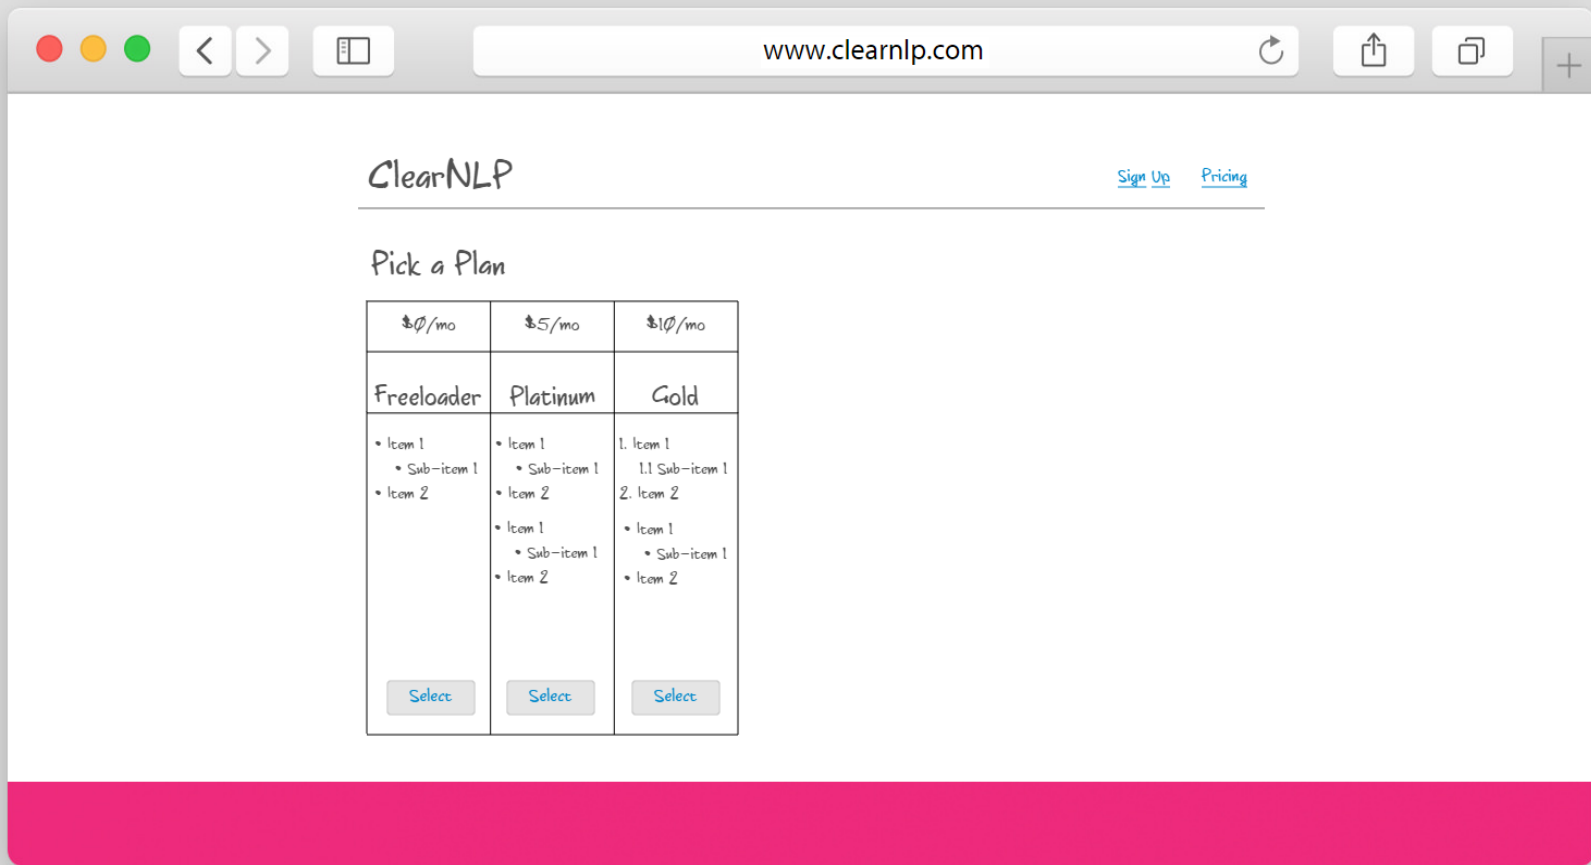 www.clearnlp.com
ClearNLP
Sign Up Pricing
Pick a Plan
$0/mo $5/mo $10/mo
Freeloader Platinum Gold
• Item 1 • Item 1 1. Item 1
• Sub-item 1 • Sub-item 1 1.1 Sub-item 1
• Item 2 • Item 2 2. Item 2
• Item 1 • Item 1
• Sub-item 1 • Sub-item 1
• Item 2 • Item 2
Select Select Select